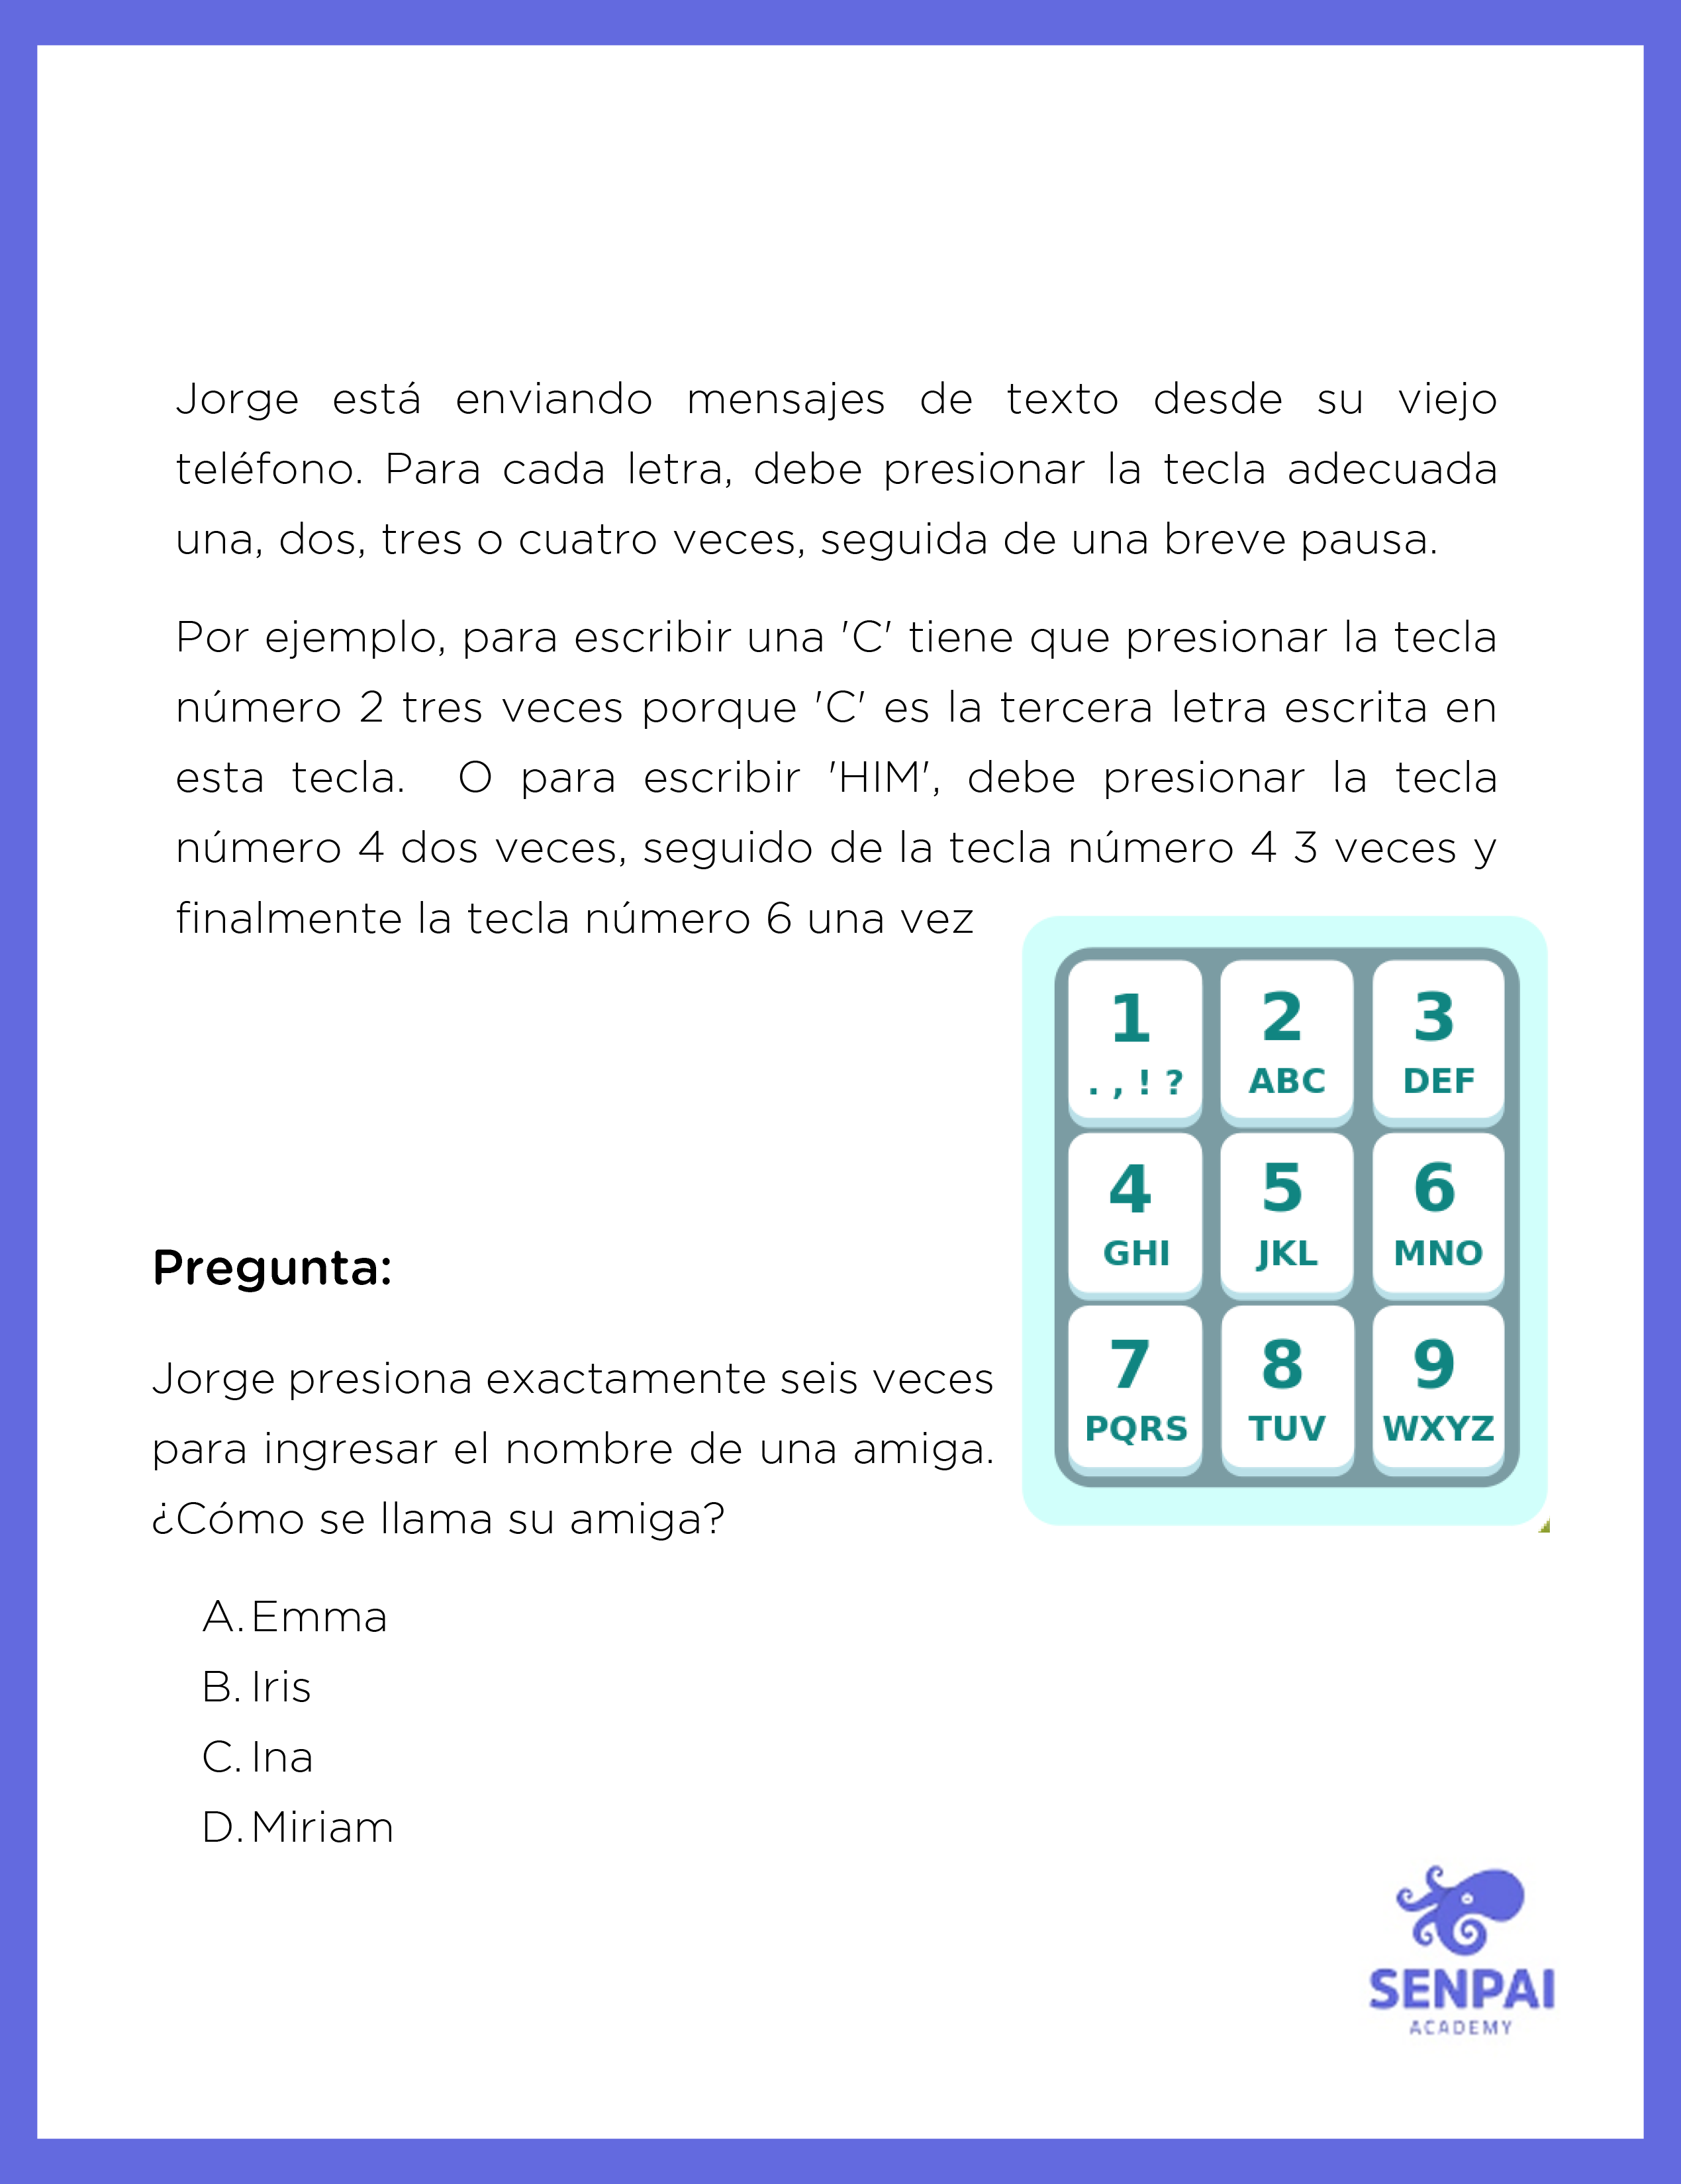 Jorge está enviando mensajes de texto desde su viejo
teléfono. Para cada letra, debe presionar la tecla adecuada
una, dos, tres o cuatro veces, seguida de una breve pausa.
Por ejemplo, para escribir una 'C' tiene que presionar la tecla
número 2 tres veces porque 'C' es la tercera letra escrita en
esta tecla. O para escribir 'HIM', debe presionar la tecla
número 4 dos veces, seguido de la tecla número 4 3 veces y
finalmente la tecla número 6 una vez
1 2 3
. , ! ? ABC DEF
4 5 6
GHI JKL MNO
7 8 9
PQRS TUV WXYZ
Pregunta:
Jorge presiona exactamente seis veces
para ingresar el nombre de una amiga.
¿Cómo se llama su amiga?
A. Emma
B. Iris
C. Ina
D. Miriam
SENPAI
ACADEMY